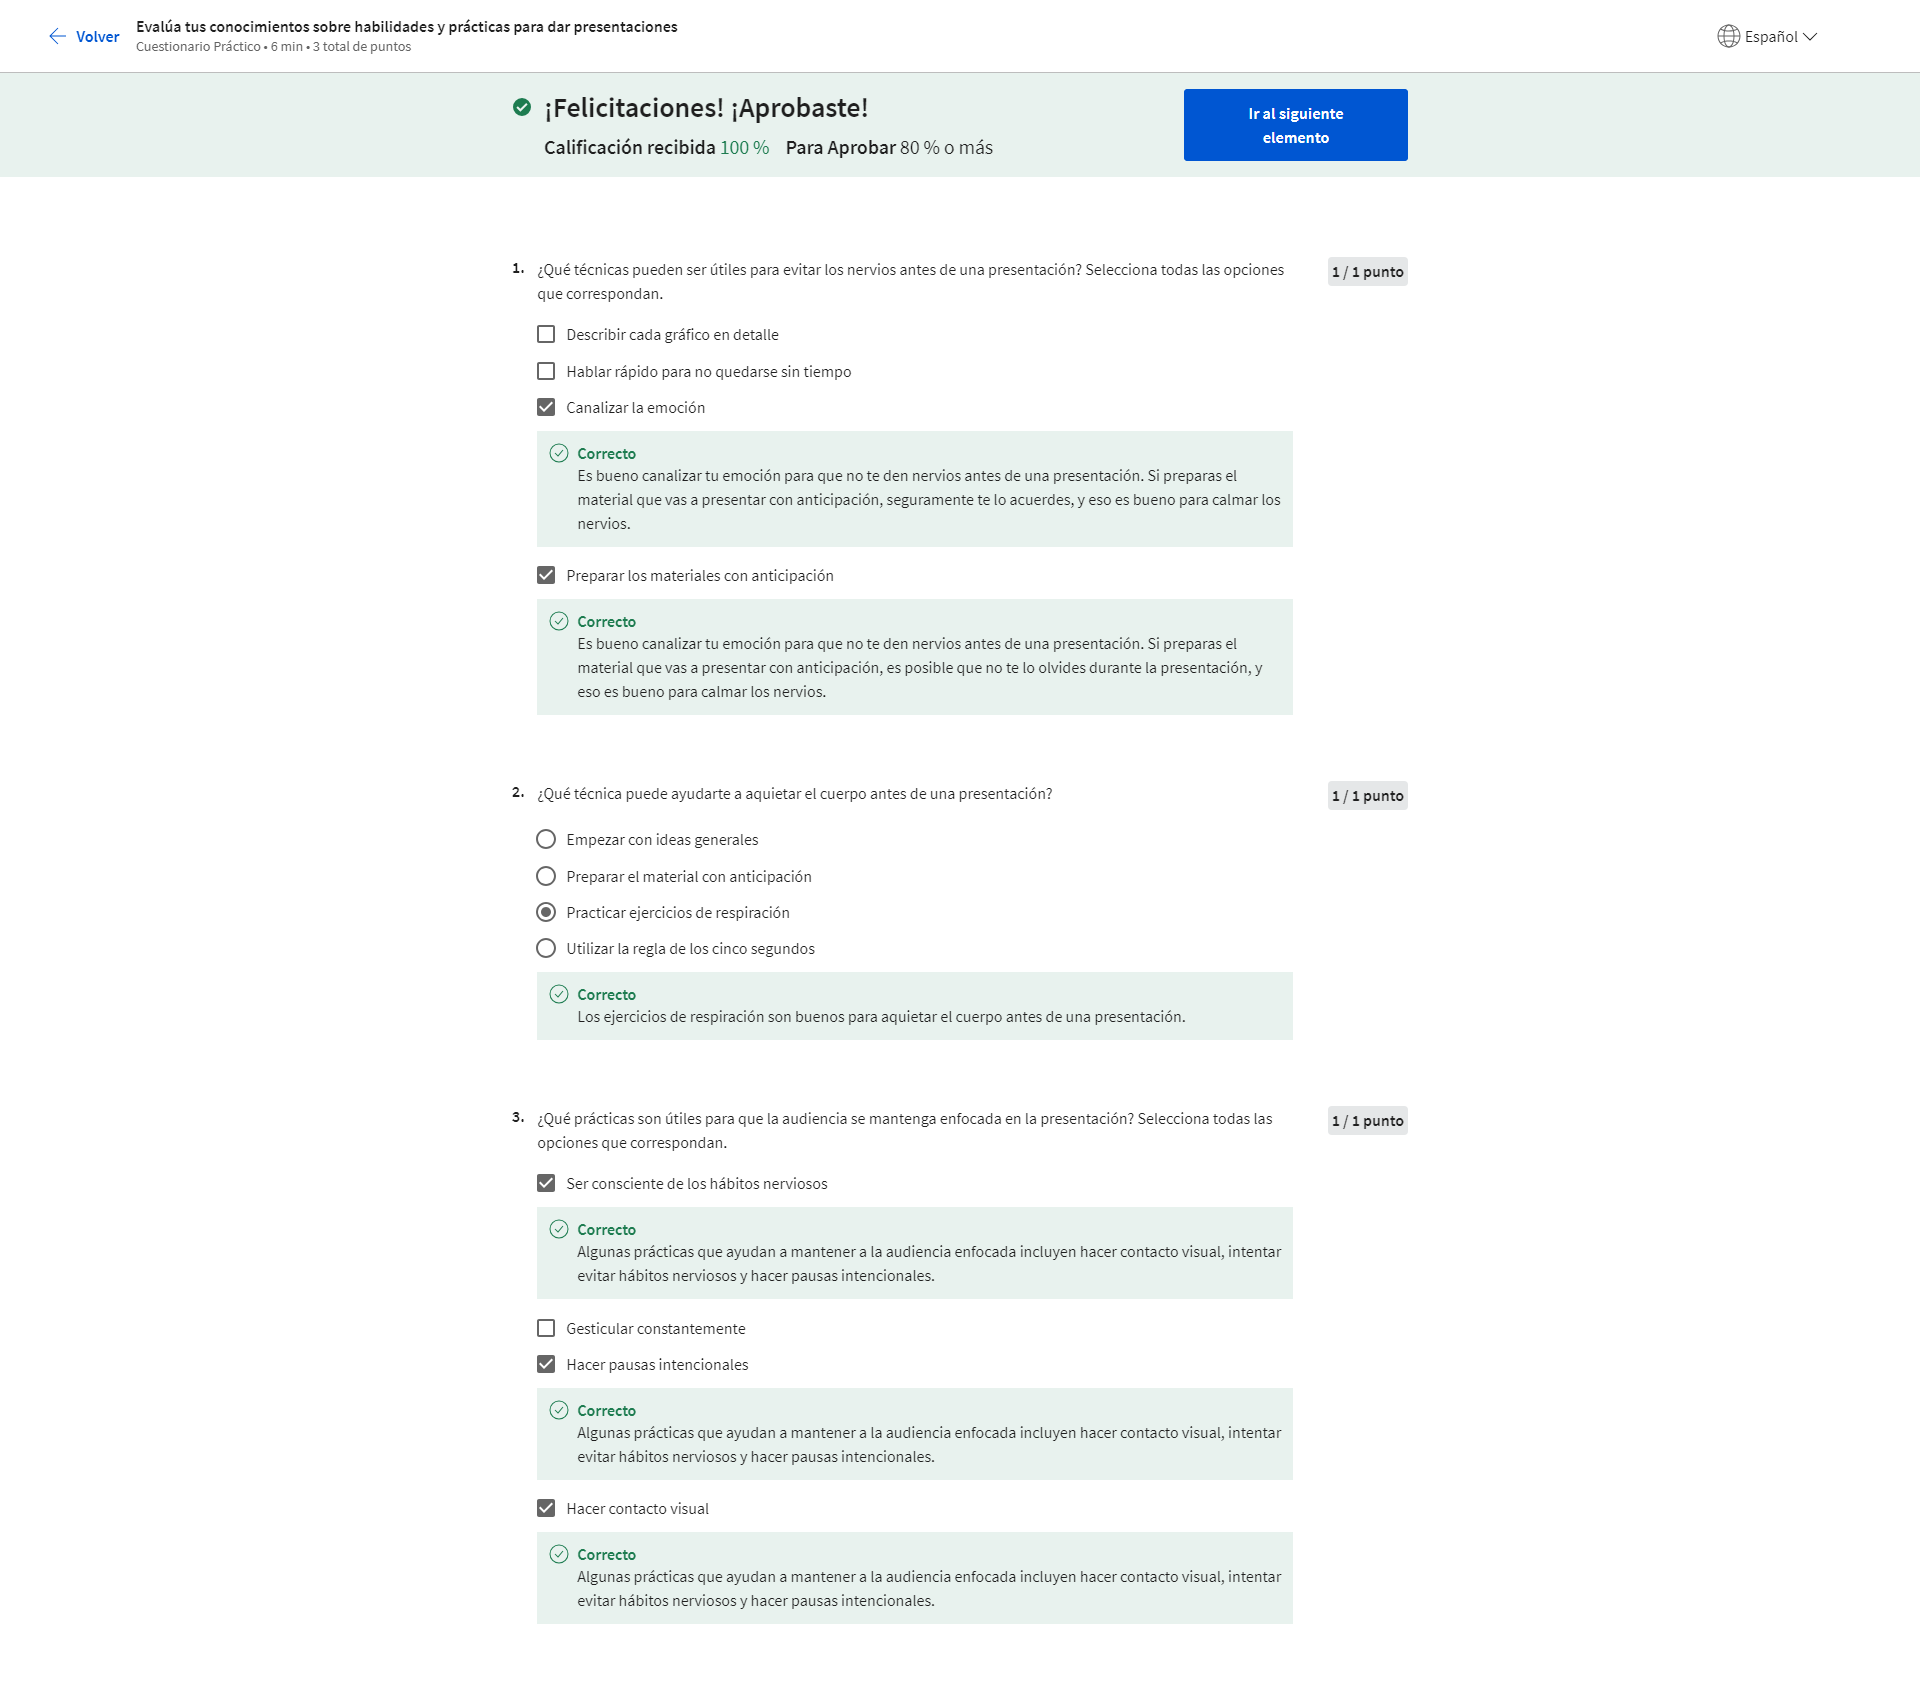 Volver
Evalúa tus conocimientos sobre habilidades y prácticas para dar presentaciones
Cuestionario Práctico • 6 min • 3 total de puntos
Español
¡Felicitaciones! ¡Aprobaste!
Calificación recibida 100 % Para Aprobar 80 % o más
Ir al siguiente
elemento
1. ¿Qué técnicas pueden ser útiles para evitar los nervios antes de una presentación? Selecciona todas las opciones
que correspondan.
1 / 1 punto
Describir cada gráfico en detalle
Hablar rápido para no quedarse sin tiempo
Canalizar la emoción
Correcto
Es bueno canalizar tu emoción para que no te den nervios antes de una presentación. Si preparas el
material que vas a presentar con anticipación, seguramente te lo acuerdes, y eso es bueno para calmar los
nervios.
Preparar los materiales con anticipación
Correcto
Es bueno canalizar tu emoción para que no te den nervios antes de una presentación. Si preparas el
material que vas a presentar con anticipación, es posible que no te lo olvides durante la presentación, y
eso es bueno para calmar los nervios.
2. ¿Qué técnica puede ayudarte a aquietar el cuerpo antes de una presentación?
1 / 1 punto
Empezar con ideas generales
Preparar el material con anticipación
Practicar ejercicios de respiración
Utilizar la regla de los cinco segundos
Correcto
Los ejercicios de respiración son buenos para aquietar el cuerpo antes de una presentación.
3. ¿Qué prácticas son útiles para que la audiencia se mantenga enfocada en la presentación? Selecciona todas las
opciones que correspondan.
1 / 1 punto
Ser consciente de los hábitos nerviosos
Correcto
Algunas prácticas que ayudan a mantener a la audiencia enfocada incluyen hacer contacto visual, intentar
evitar hábitos nerviosos y hacer pausas intencionales.
Gesticular constantemente
Hacer pausas intencionales
Correcto
Algunas prácticas que ayudan a mantener a la audiencia enfocada incluyen hacer contacto visual, intentar
evitar hábitos nerviosos y hacer pausas intencionales.
Hacer contacto visual
Correcto
Algunas prácticas que ayudan a mantener a la audiencia enfocada incluyen hacer contacto visual, intentar
evitar hábitos nerviosos y hacer pausas intencionales.